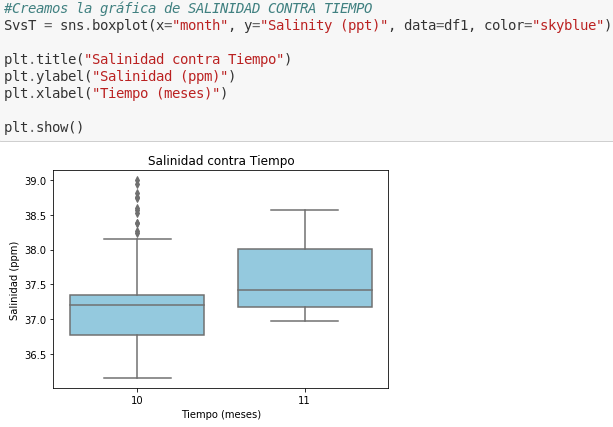 #Creamos la gráfica de SALINIDAD CONTRA TIEMPO
SvsT = sns.boxplot(x="month", y="Salinity (ppt)", data=df1, color="skyblue")
plt.title("Salinidad contra Tiempo")
plt.ylabel("Salinidad (ppm)")
plt.xlabel("Tiempo (meses)")
plt.show()
Salinidad contra Tiempo
39.0
38.5
38.0
37.5
37.0
36.5
Salinidad (ppm)
10 11
Tiempo (meses)